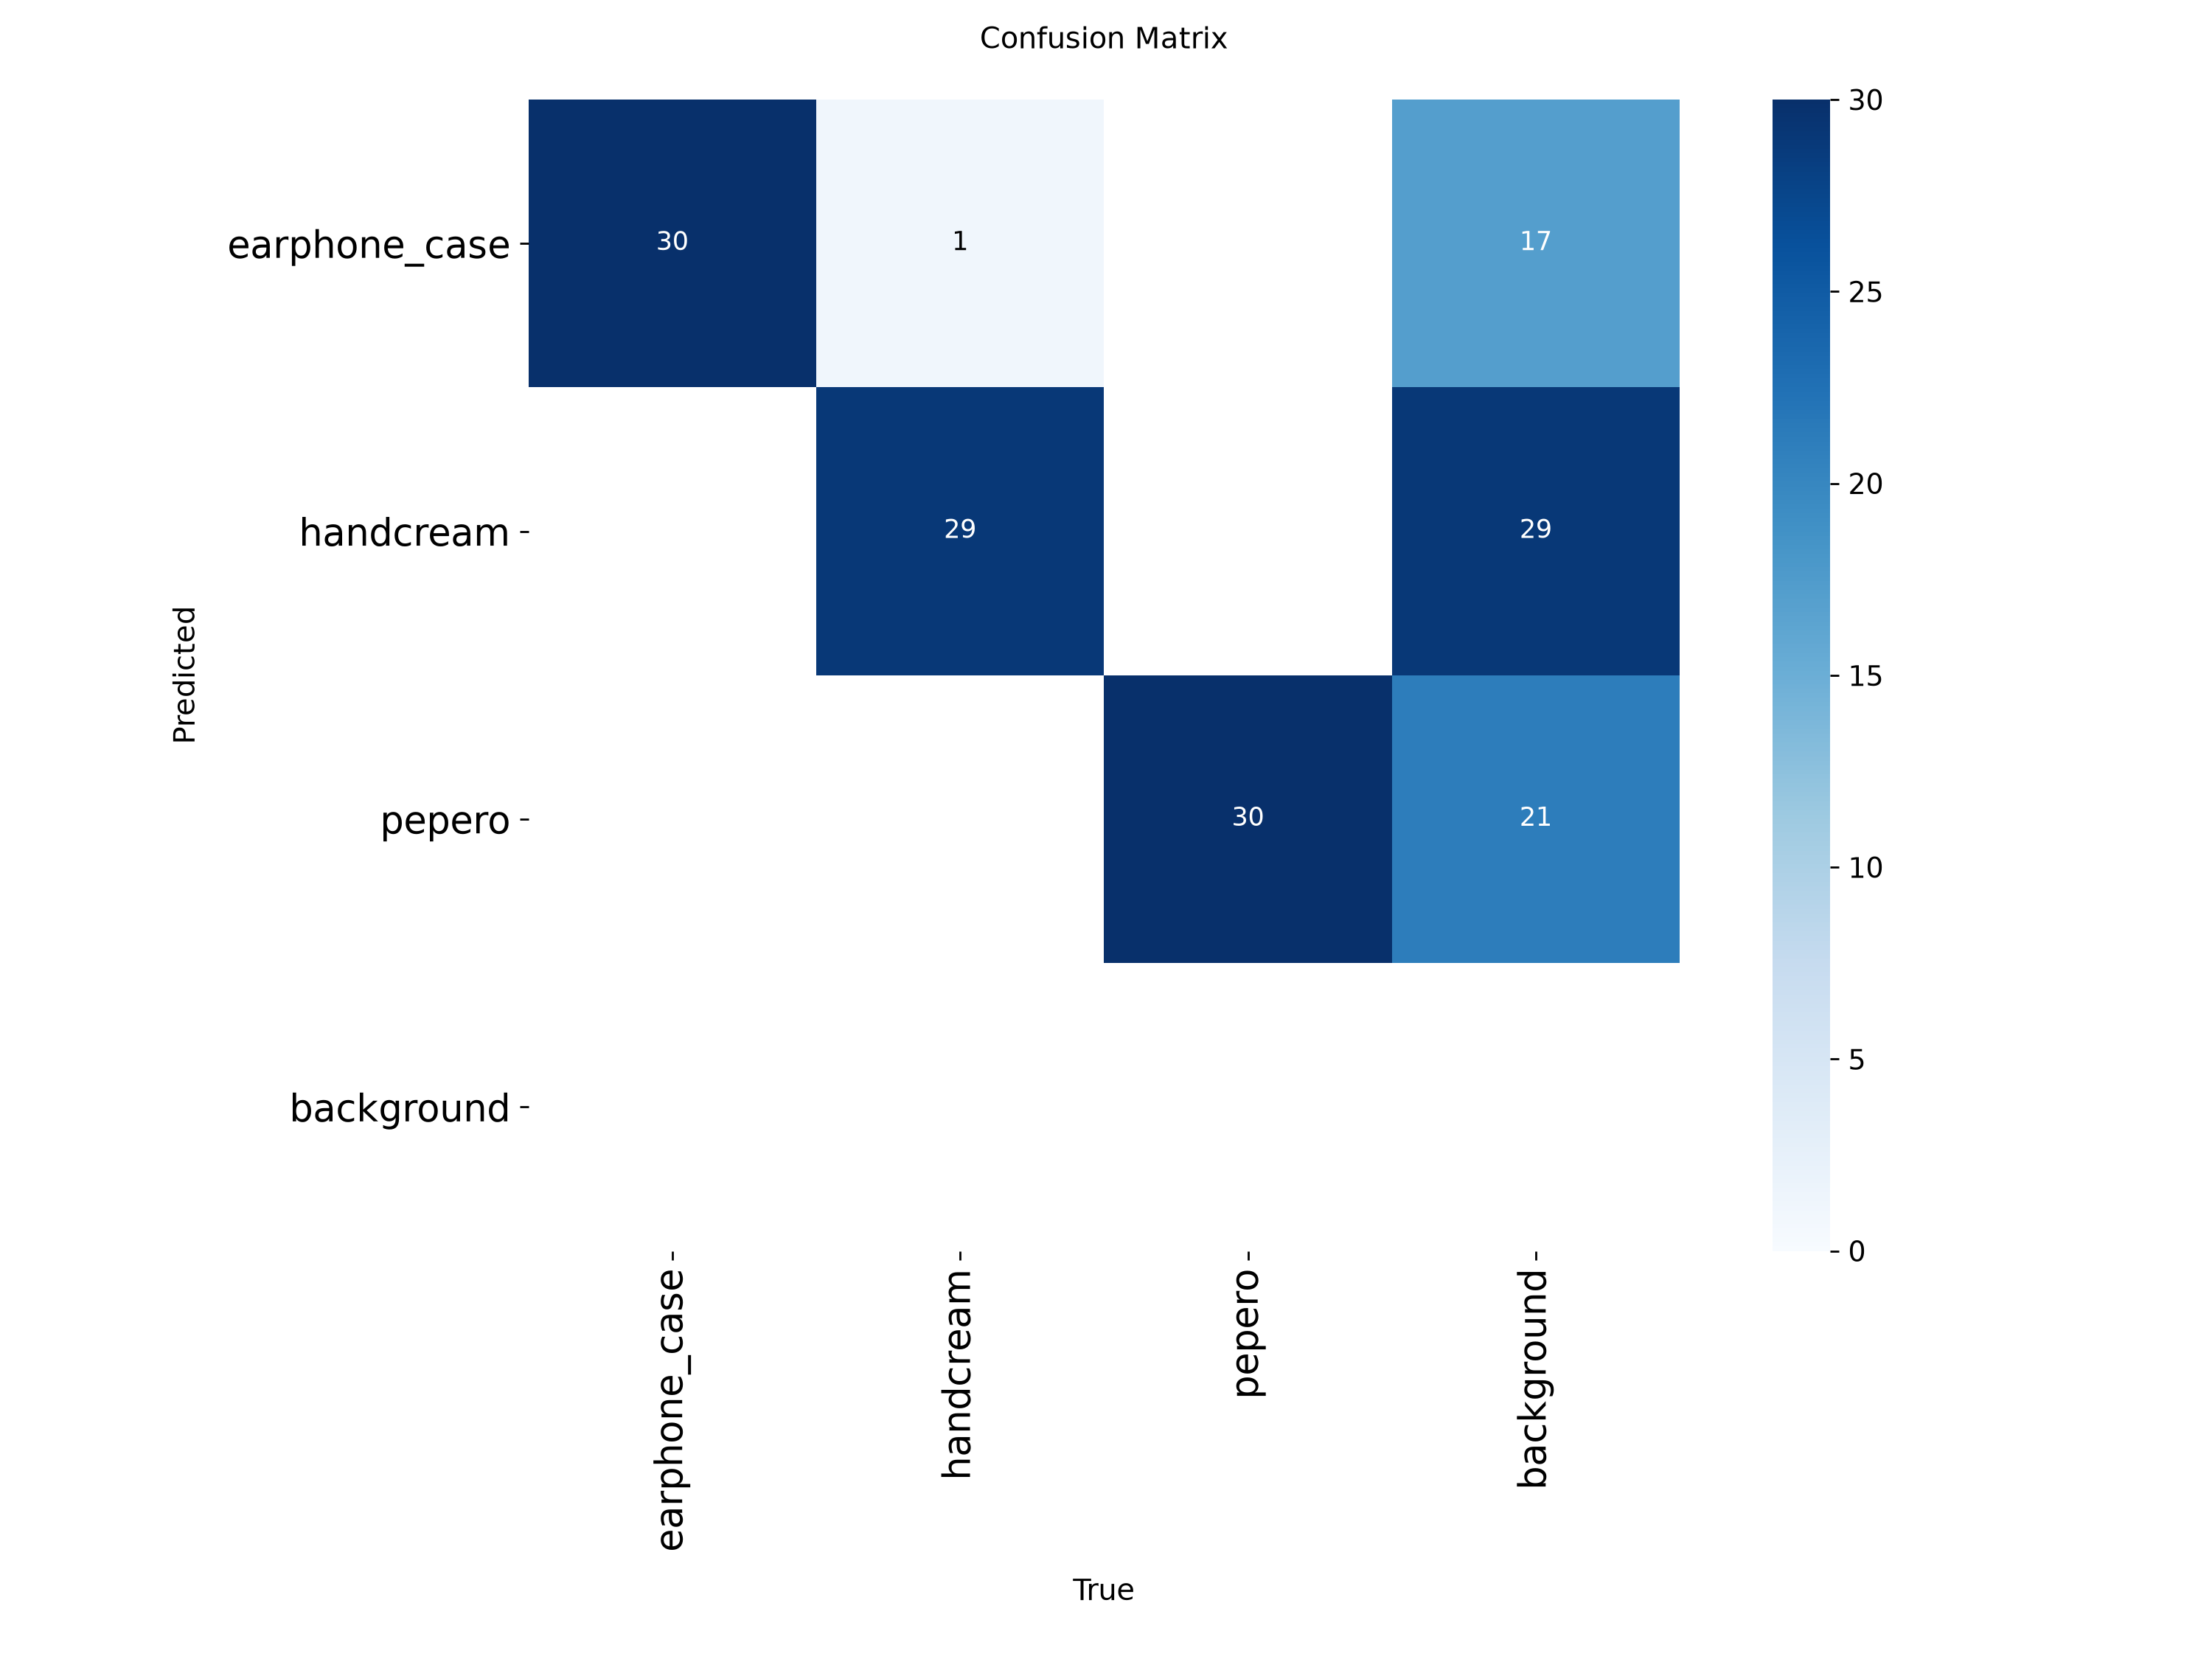 Confusion Matrix
earphone_case
30
1
17
handcream
29
29
pepero
30
21
background
Predicted
earphone_case
handcream
pepero
background
True
30
25
20
15
10
5
0